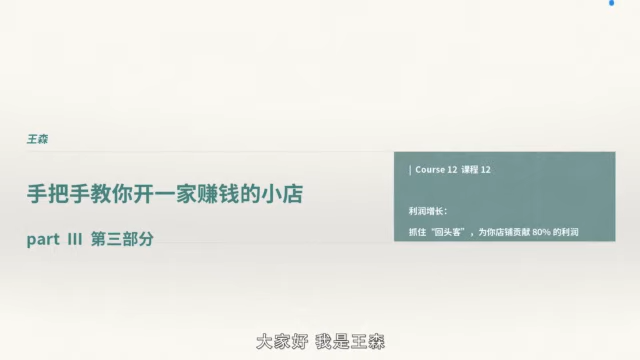 王森
手把手教你开一家赚钱的小店
part III 第三部分
| Course 12 课程 12
利润增长：
抓住“回头客”，为你店铺贡献 80% 的利润
大家好 我是王森